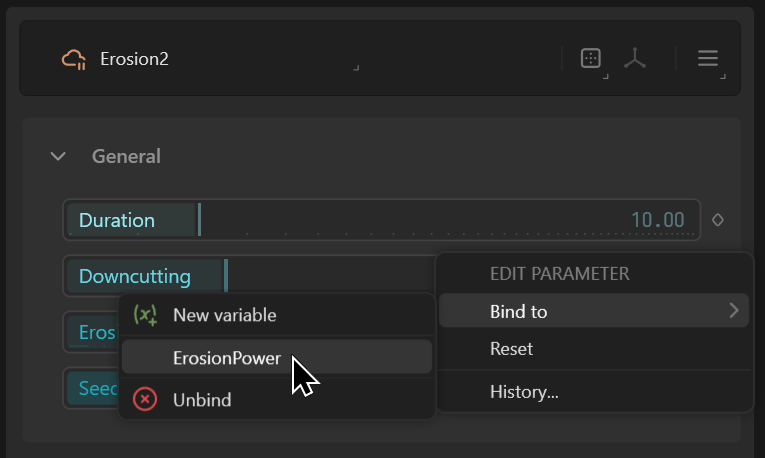 Erosion2
General
Duration 10.00
Downcutting
EDIT PARAMETER
Bind to
Reset
History...
New variable
ErosionPower
Unbind
Eros
Seed